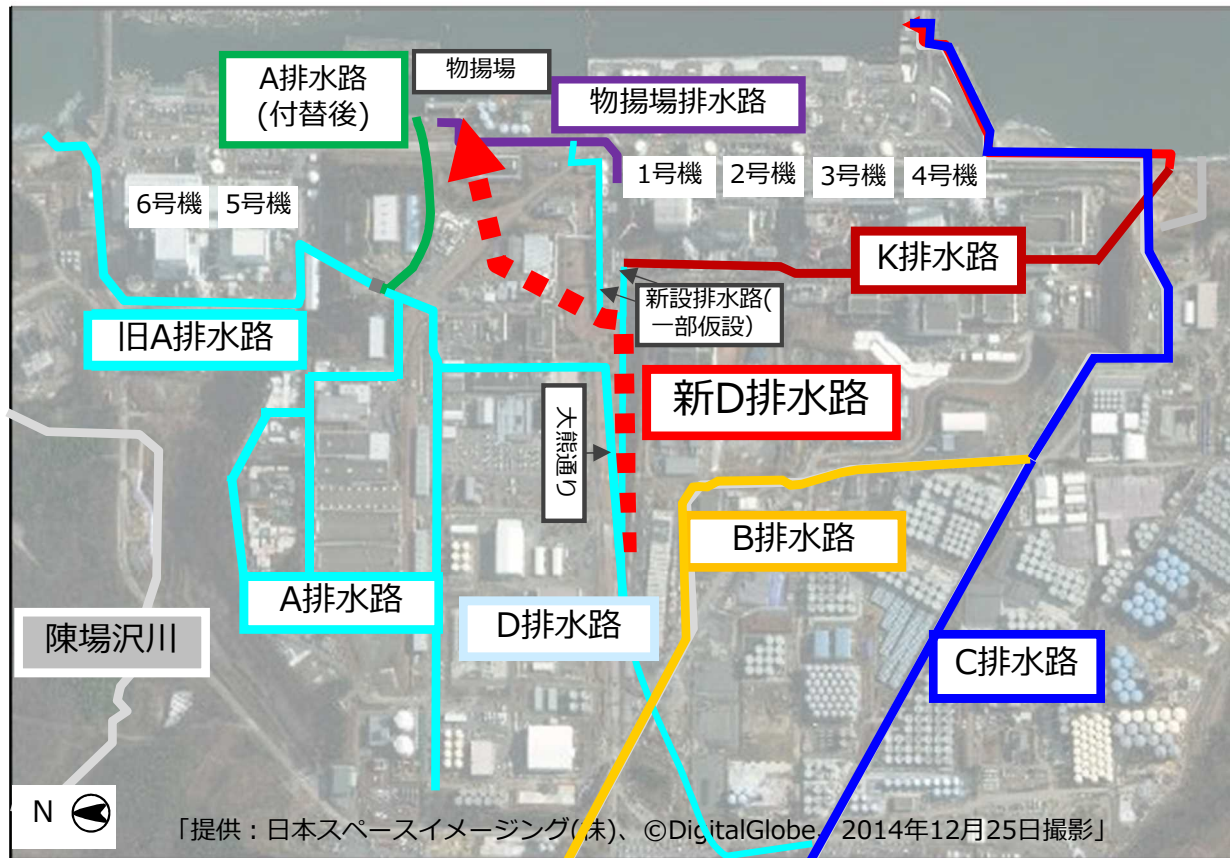 A排水路
(付替後)
物揚場
物揚場排水路
6号機
5号機
1号機
2号機
3号機
4号機
K排水路
新設排水路(
一部仮設)
旧A排水路
新D排水路
大熊通り
B排水路
A排水路
D排水路
陳場沢川
C排水路
N
「提供：日本スペースイメージング(株)、©DigitalGlobe、2014年12月25日撮影」